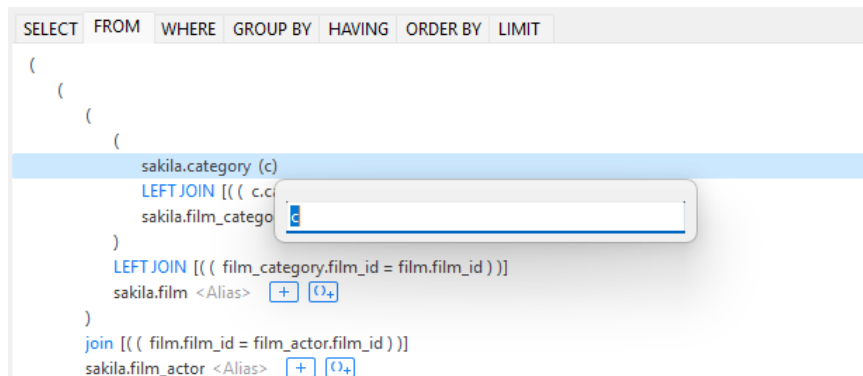 SELECT FROM WHERE GROUP BY HAVING ORDER BY LIMIT
(
(
(
(
sakila.category (c)
LEFT JOIN [( ( c.c
sakila.film_catego
c
)
LEFT JOIN [( ( film_category.film_id = film.film_id ) )]
sakila.film <Alias> + ()+
)
join [( ( film.film_id = film_actor.film_id ) )]
sakila.film_actor <Alias> + ()+